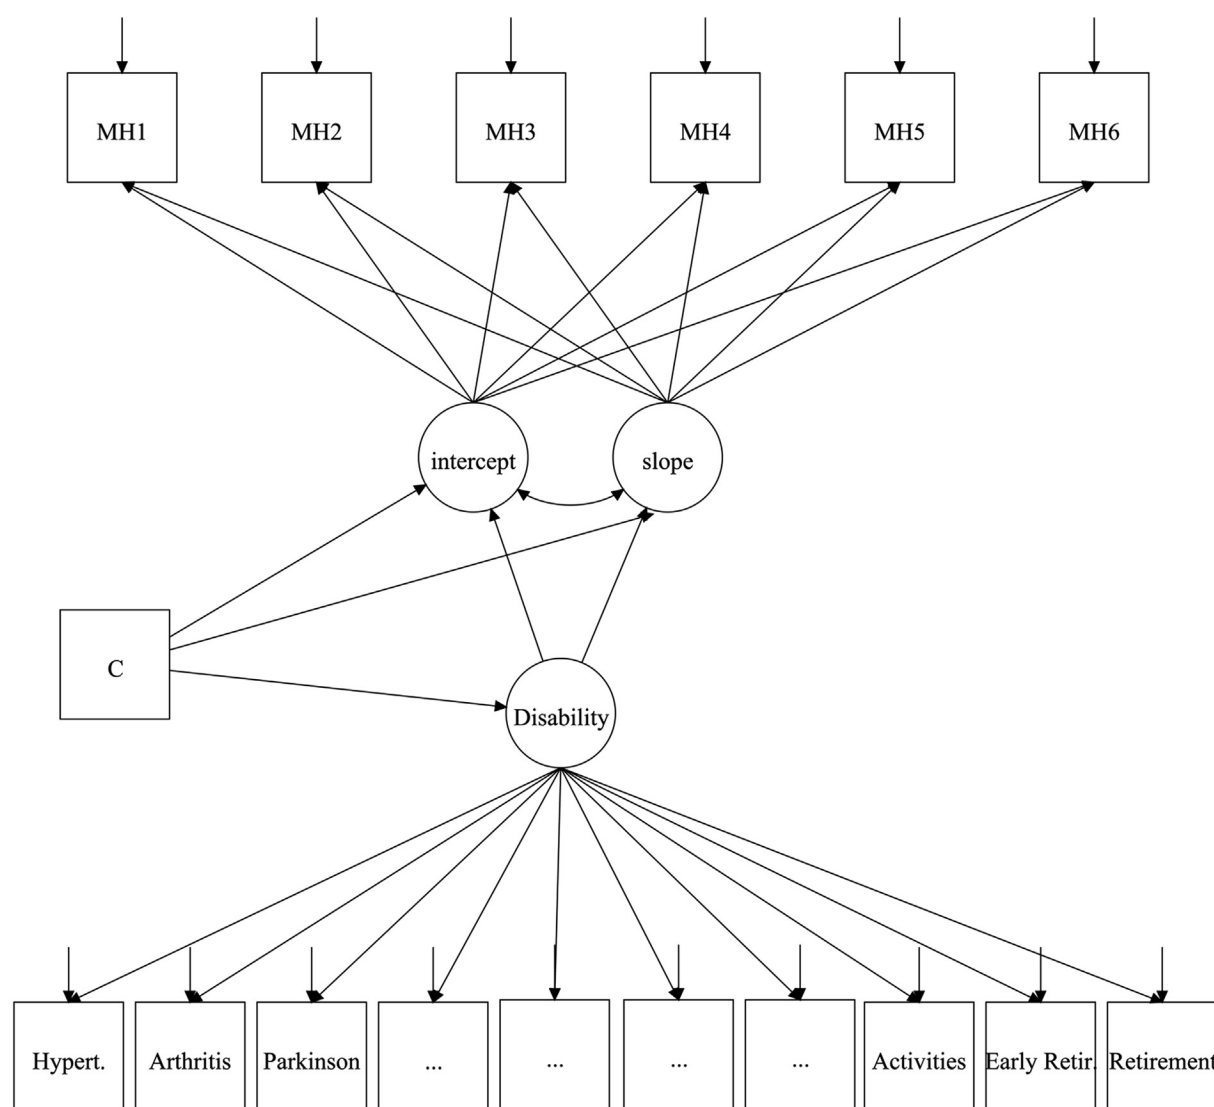 MH1
MH2
MH3
MH4
MH5
MH6
intercept
slope
C
Disability
Hypert.
Arthritis
Parkinson
...
...
...
...
Activities
Early Retir.
Retirement